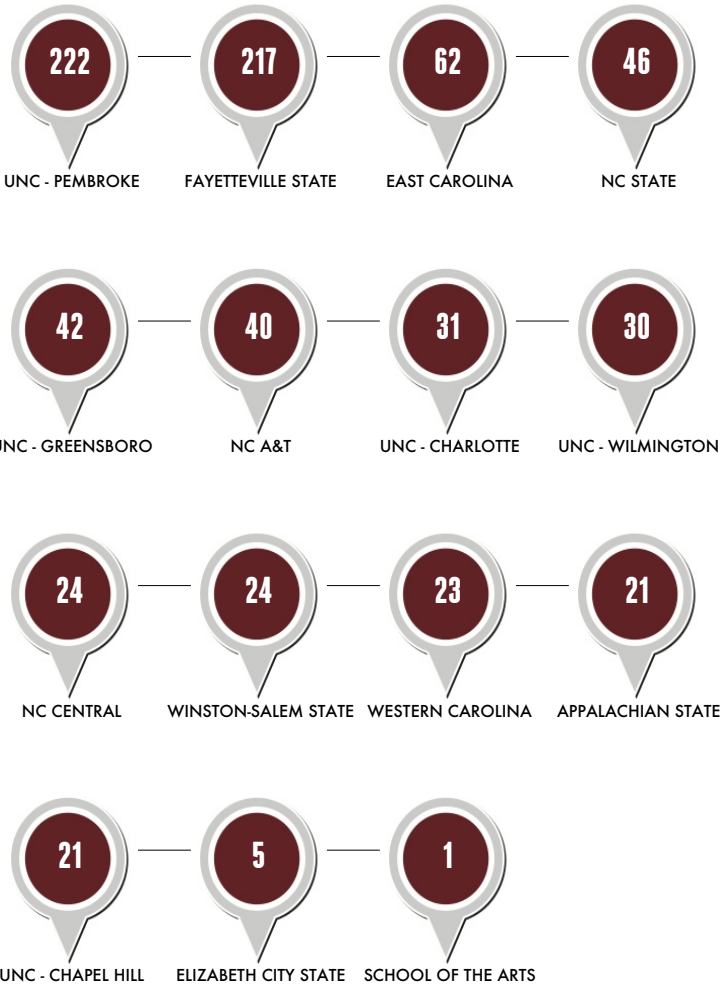 222 217 62 46
UNC - PEMBROKE FAYETTEVILLE STATE EAST CAROLINA NC STATE
42 40 31 30
UNC - GREENSBORO NC A&T UNC - CHARLOTTE UNC - WILMINGTON
24 24 23 21
NC CENTRAL WINSTON-SALEM STATE WESTERN CAROLINA APPALACHIAN STATE
21 5 1
UNC - CHAPEL HILL ELIZABETH CITY STATE SCHOOL OF THE ARTS